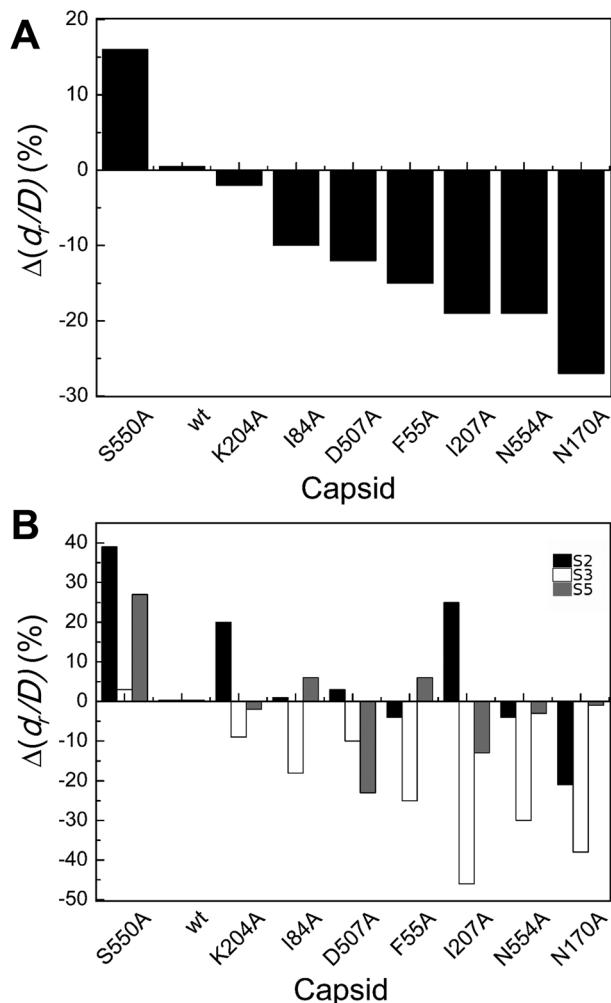 A
20
10
0
-10
-20
-30
Δ(dr/D) (%)
S550A
wt
K204A
I84A
D507A
F55A
I207A
N554A
N170A
Capsid
B
40
30
20
10
0
-10
-20
-30
-40
-50
Δ(dr/D) (%)
S2
S3
S5
S550A
wt
K204A
I84A
D507A
F55A
I207A
N554A
N170A
Capsid